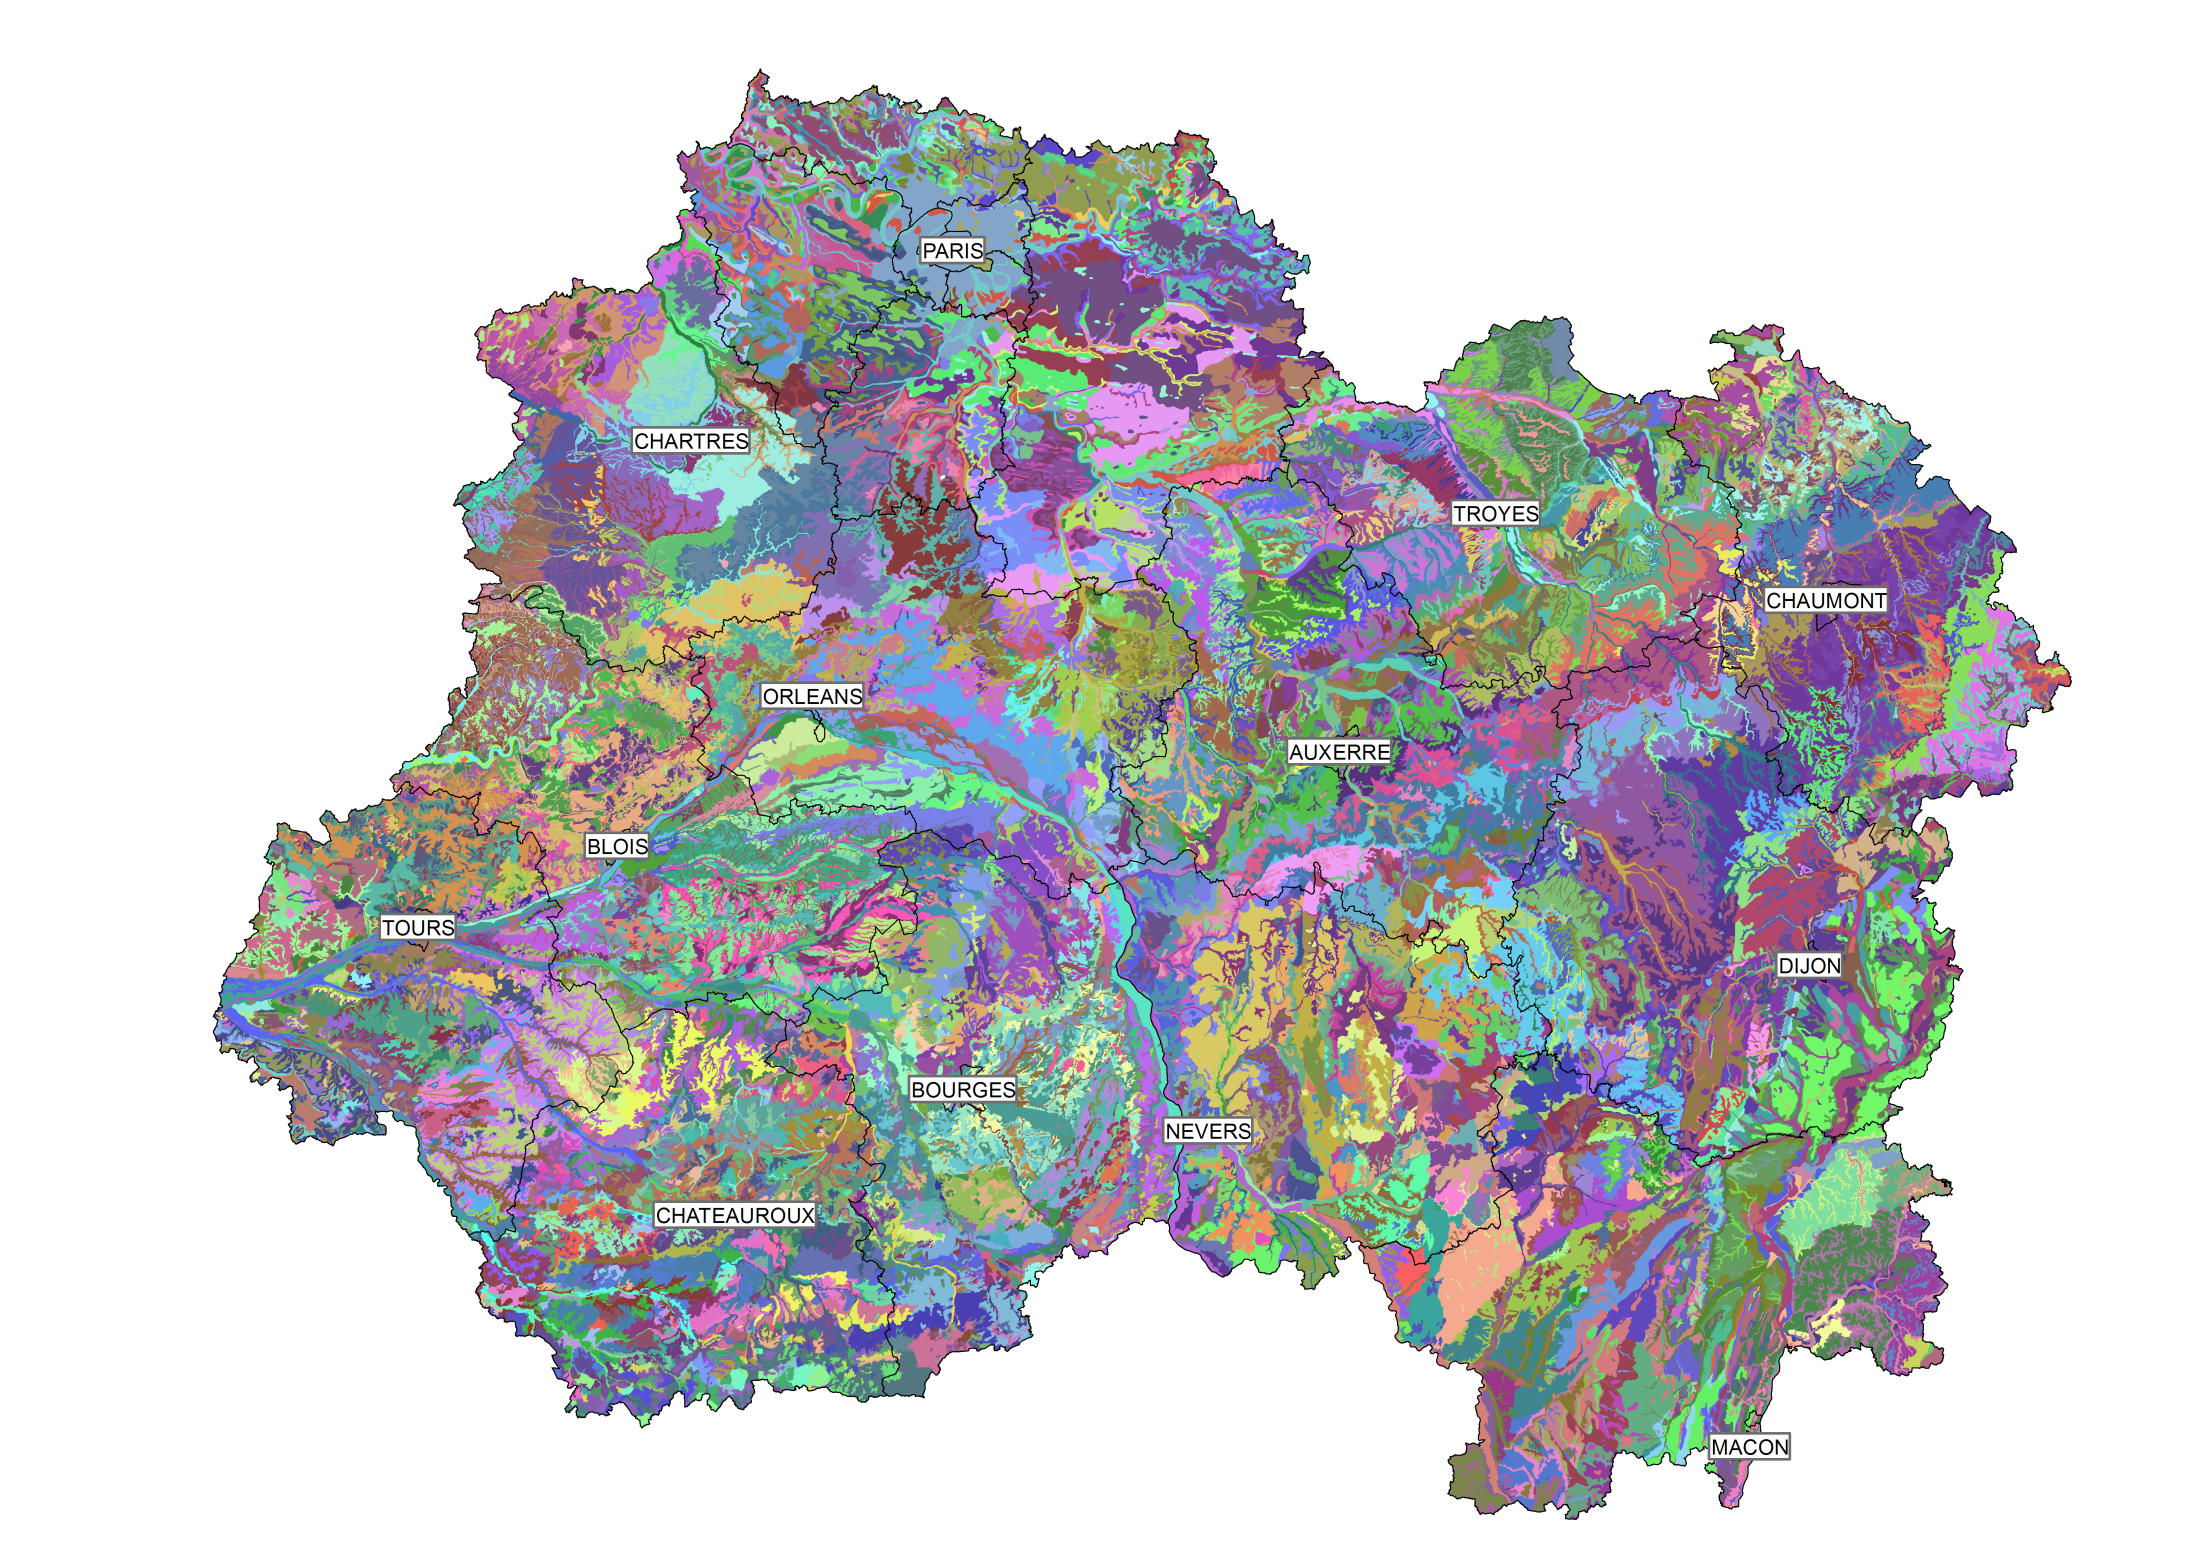 PARIS
CHARTRES
TROYES
CHAUMONT
ORLEANS
AUXERRE
BLOIS
TOURS
DIJON
BOURGES
NEVERS
CHATEAUROUX
MACON